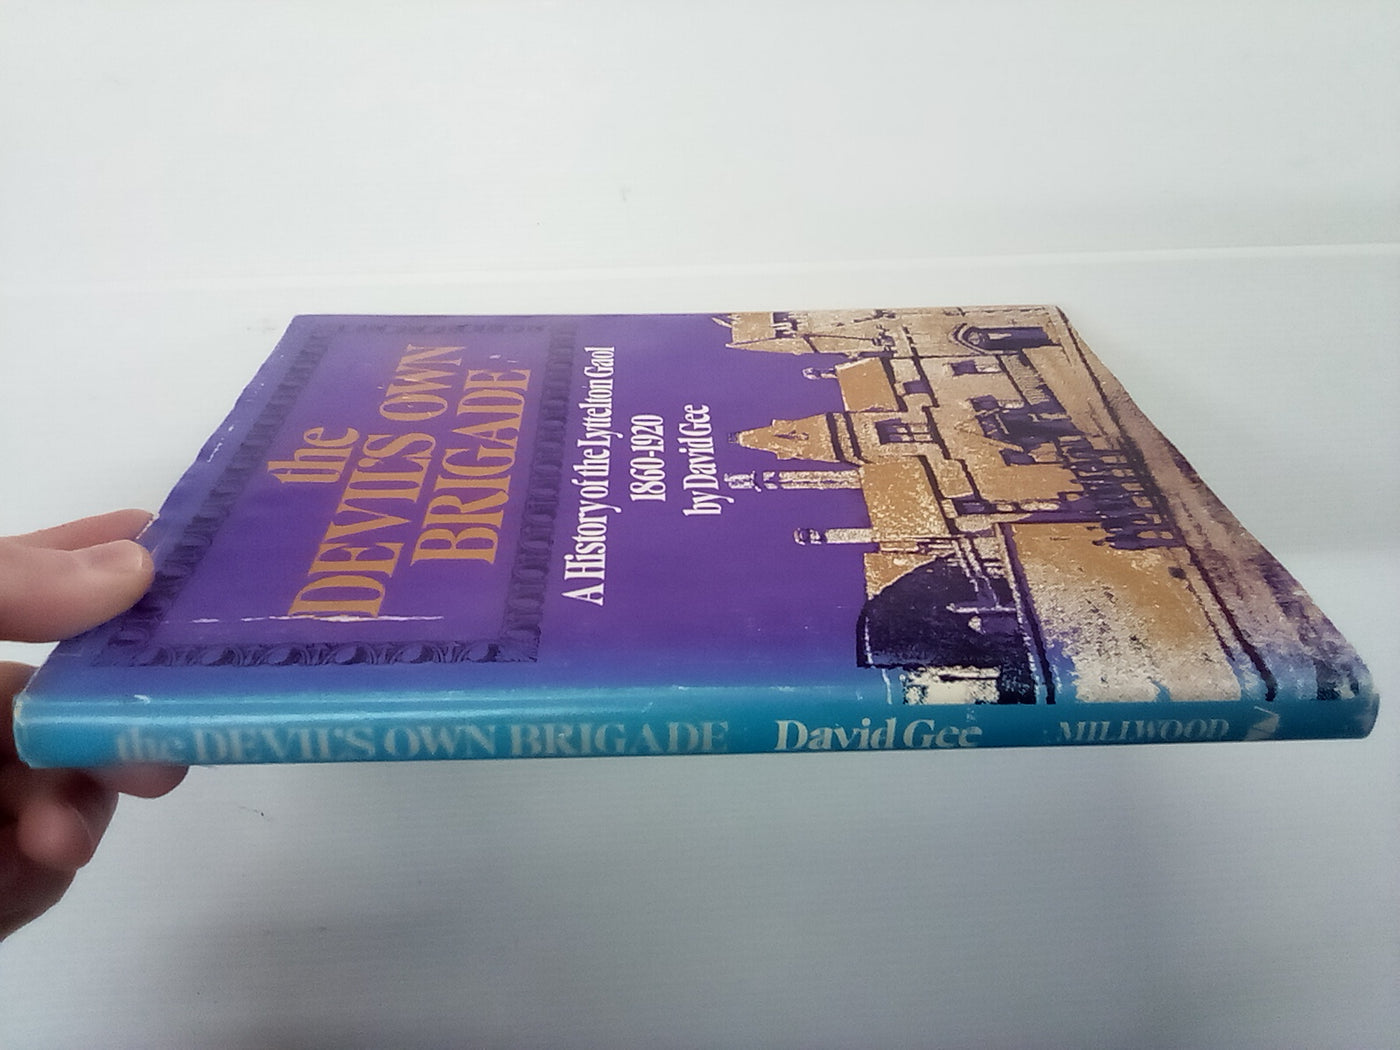 the
DEVIL'S OWN
BRIGADE
A History of the Lyttelton Gaol
1860-1920
by David Gee
the DEVIL'S OWN BRIGADE David Gee MILLWOOD